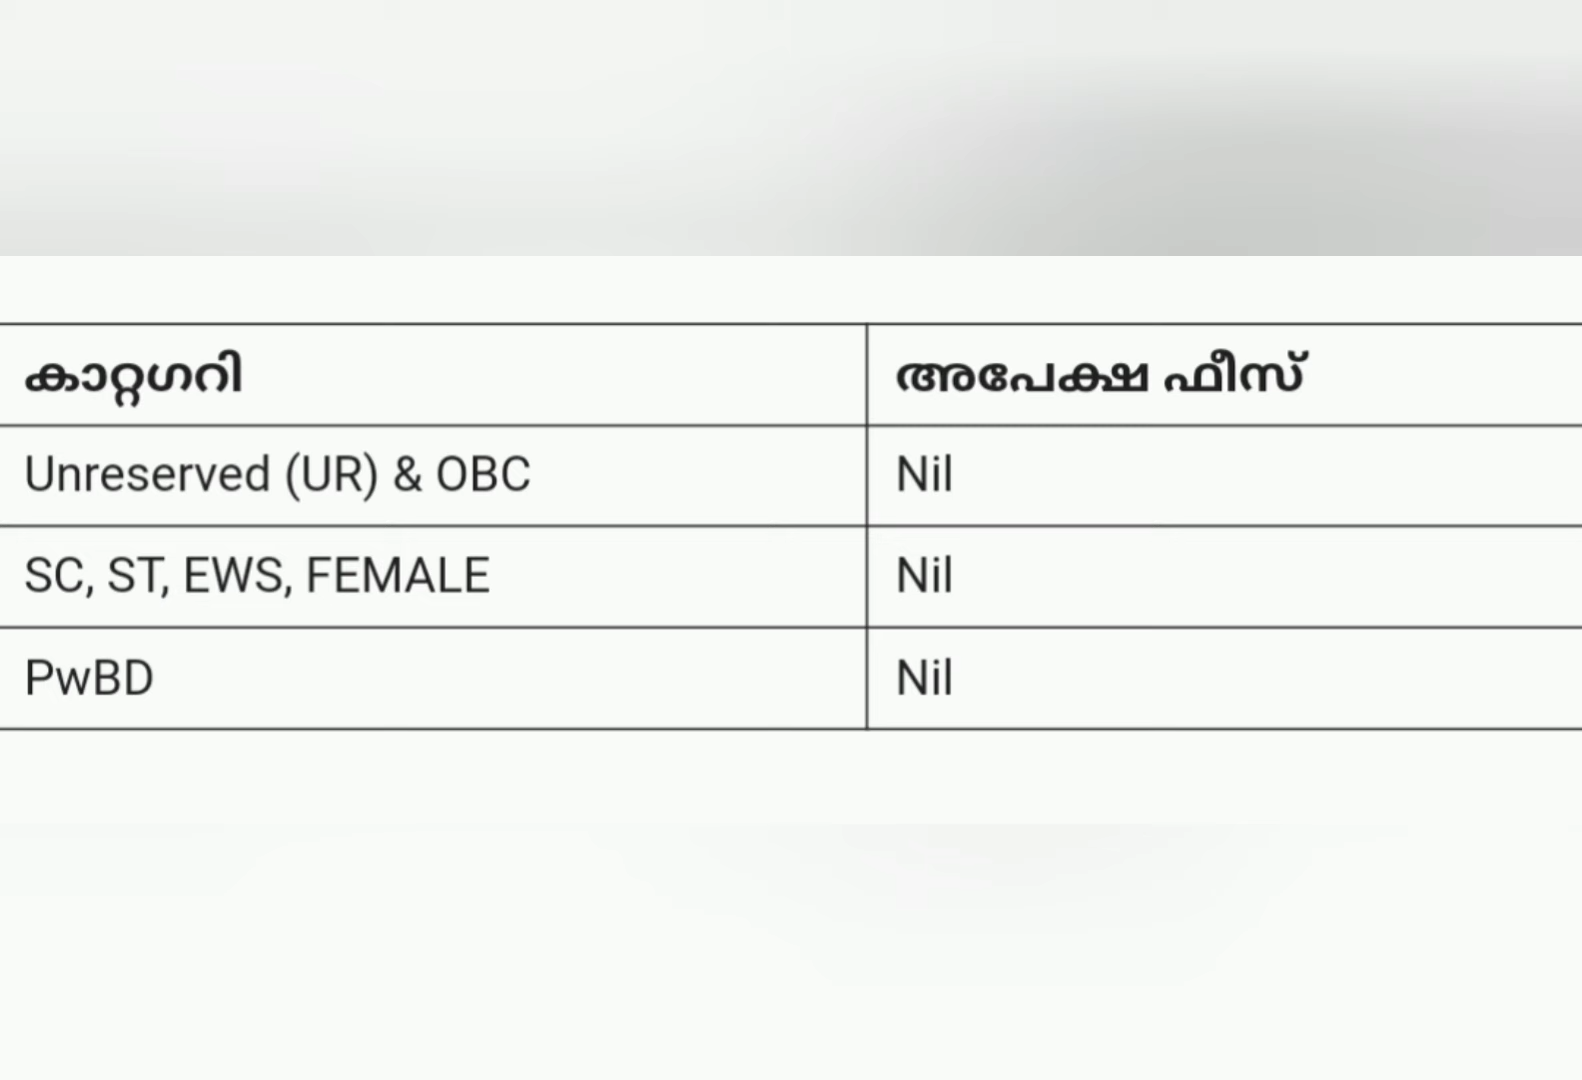 കാറ്റഗറി അപേക്ഷ ഫീസ്
Unreserved (UR) & OBC Nil
SC, ST, EWS, FEMALE Nil
PwBD Nil